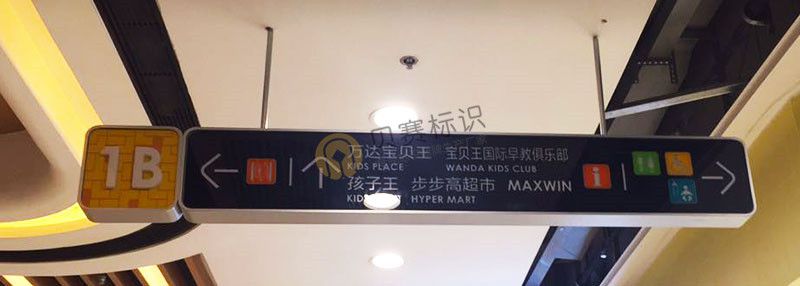 贝赛标识
1B
万达宝贝王 宝贝王国际早教俱乐部
KIDS PLACE WANDA KIDS CLUB
孩子王 步步高超市 MAXWIN
HYPER MART